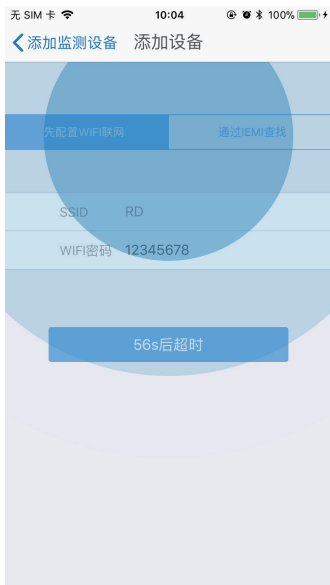 无 SIM 卡 10:04 100%
添加监测设备 添加设备
先配置WIFI联网 通过IEMI查找
SSID RD
WIFI密码 12345678
56s后超时